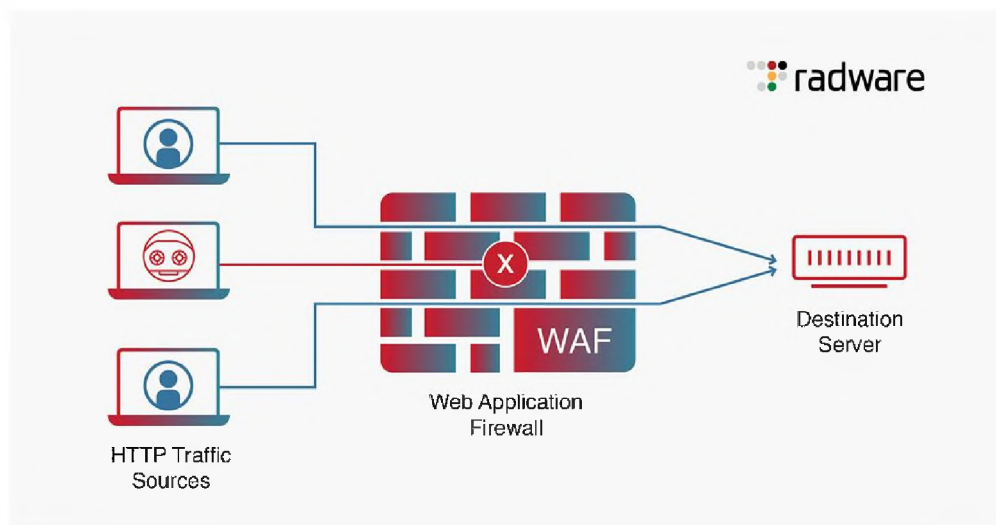 radware
X
WAF
Destination
Server
Web Application
Firewall
HTTP Traffic
Sources